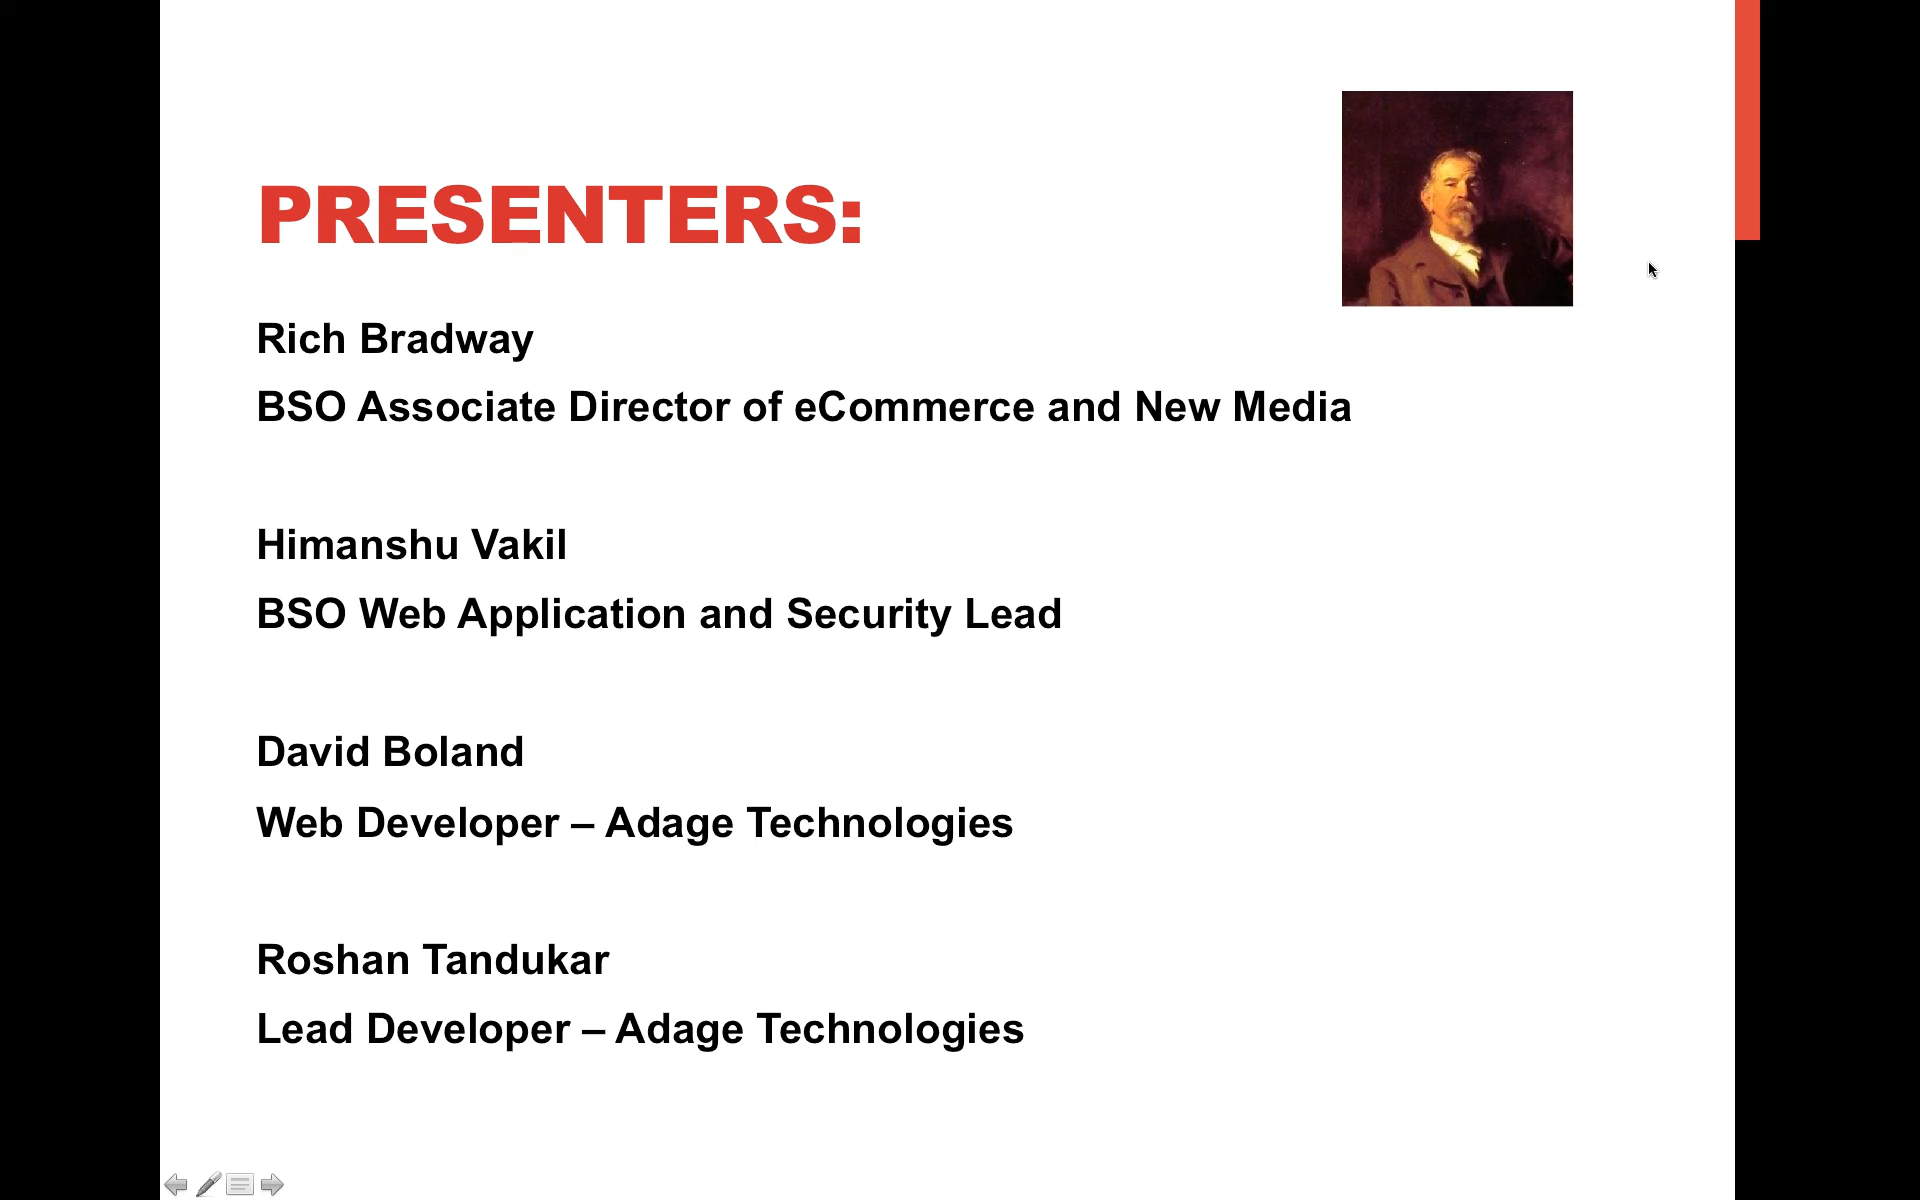 PRESENTERS:
Rich Bradway
BSO Associate Director of eCommerce and New Media
Himanshu Vakil
BSO Web Application and Security Lead
David Boland
Web Developer – Adage Technologies
Roshan Tandukar
Lead Developer – Adage Technologies